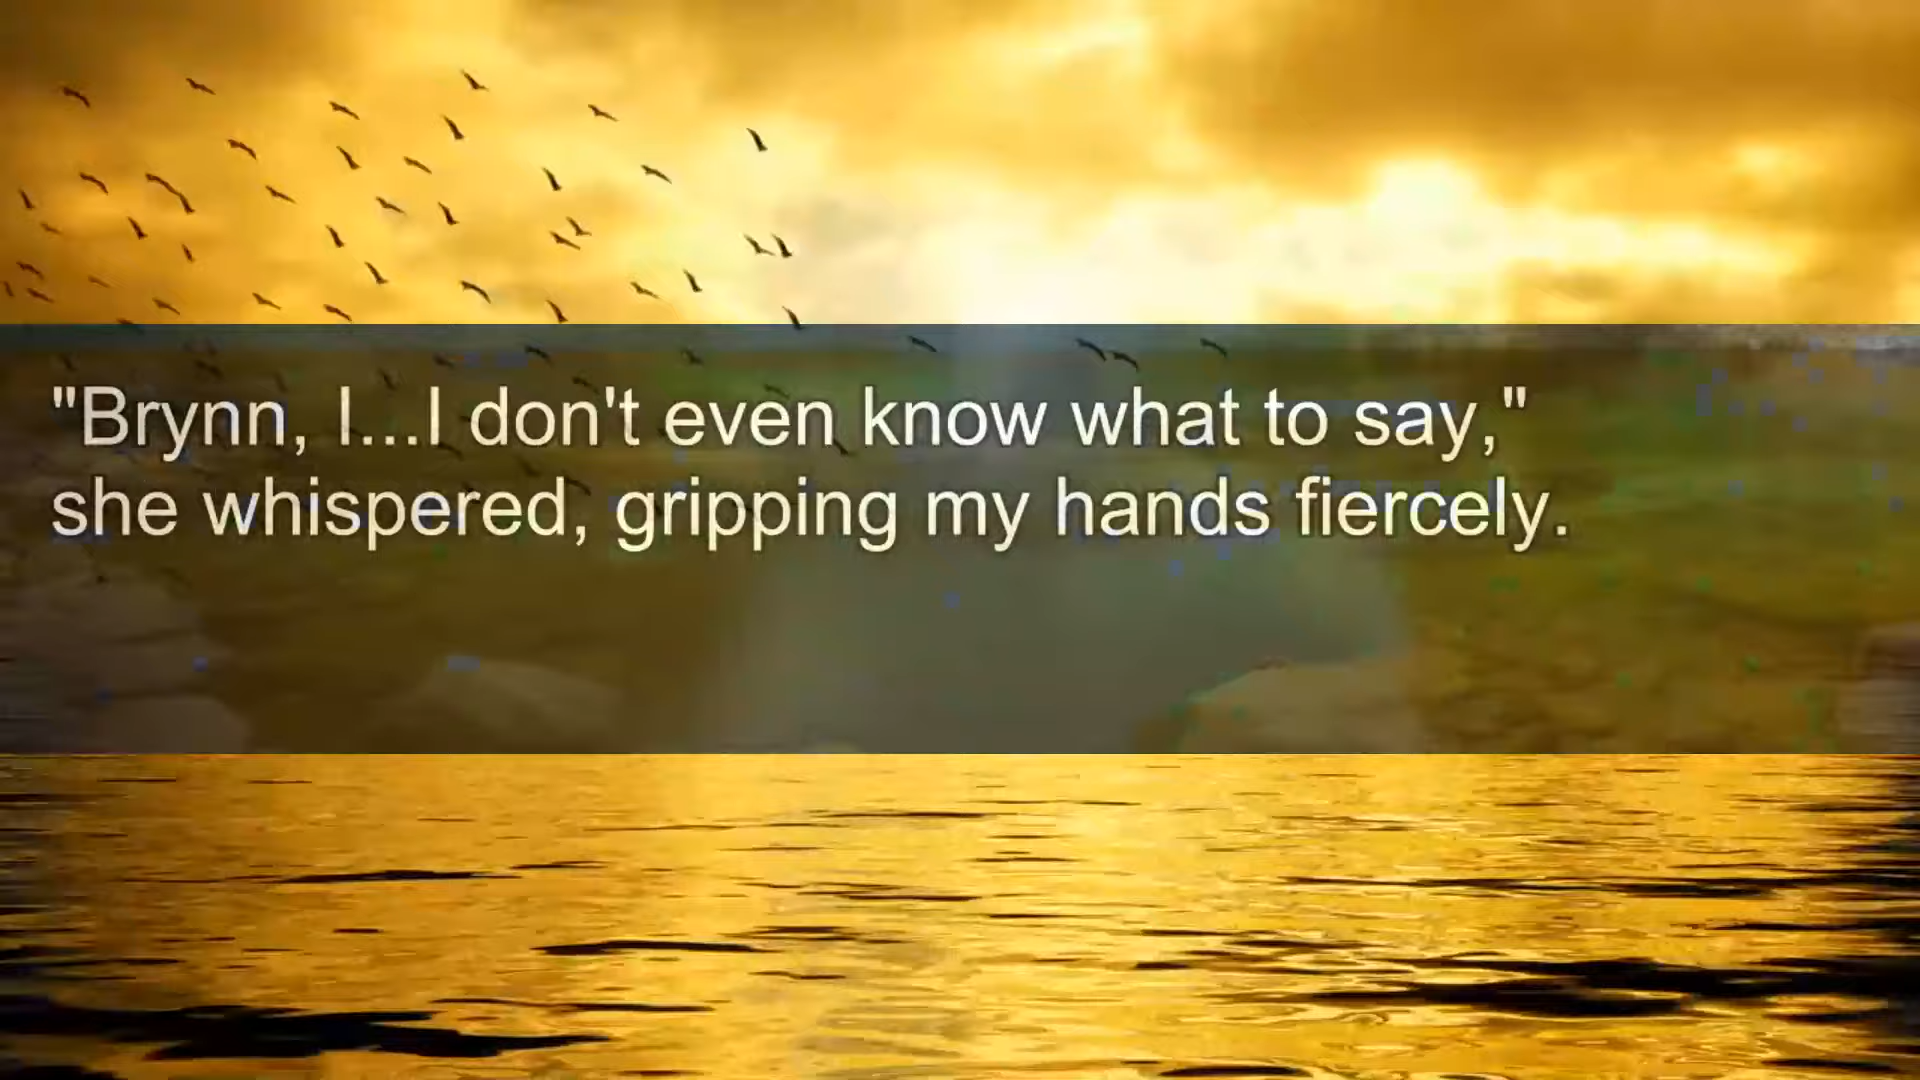 "Brynn, I...I don't even know what to say,"
she whispered, gripping my hands fiercely.